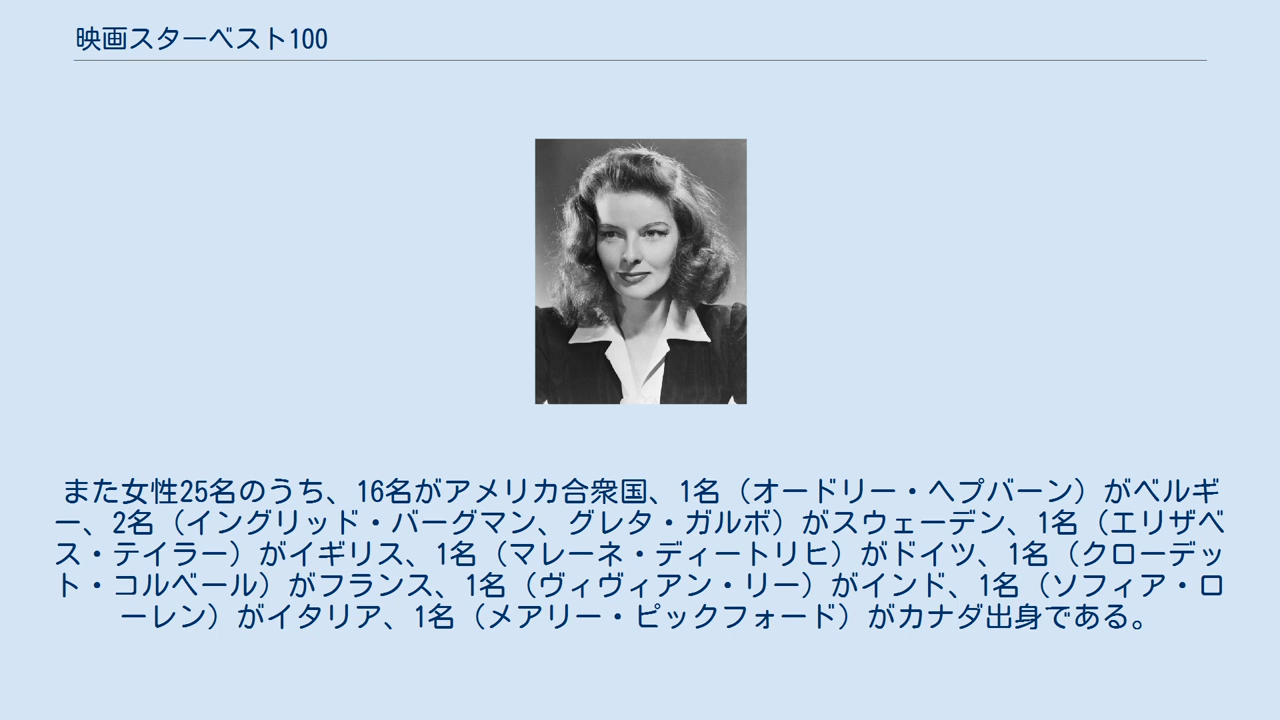 映画スターベスト100
また女性25名のうち、16名がアメリカ合衆国、1名（オードリー・ヘプバーン）がベルギ
ー、2名（イングリッド・バーグマン、グレタ・ガルボ）がスウェーデン、1名（エリザベ
ス・テイラー）がイギリス、1名（マレーネ・ディートリヒ）がドイツ、1名（クローデッ
ト・コルベール）がフランス、1名（ヴィヴィアン・リー）がインド、1名（ソフィア・ロ
ーレン）がイタリア、1名（メアリー・ピックフォード）がカナダ出身である。